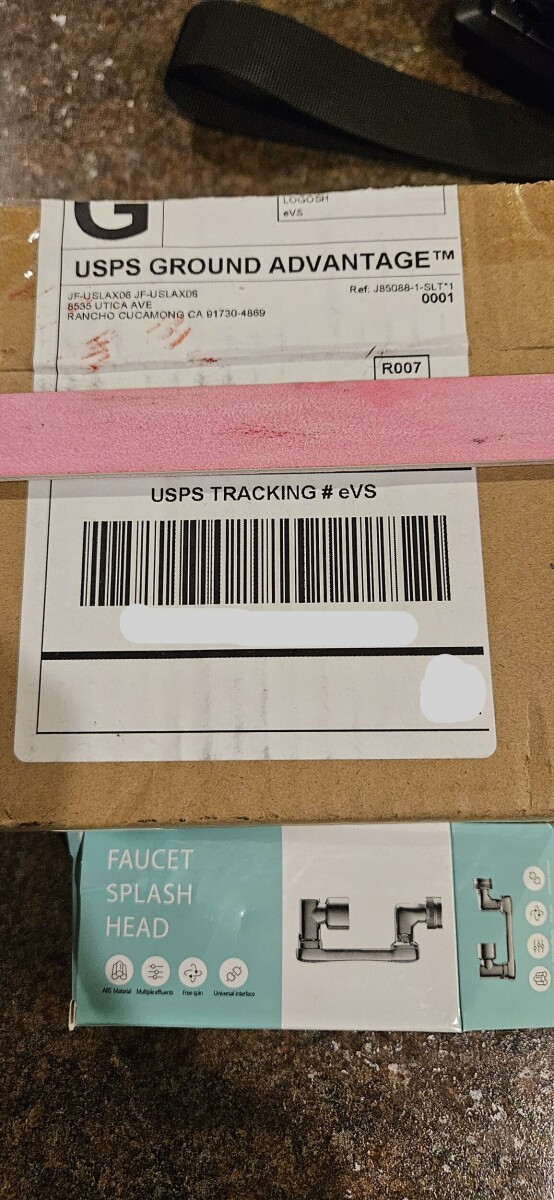 G
LOGOSH
eVS
USPS GROUND ADVANTAGE™
JF-USLAX06 JF-USLAX06
8535 UTICA AVE
RANCHO CUCAMONG CA 91730-4869
Ref: J85088-1-SLT*1
0001
R007
USPS TRACKING # eVS
FAUCET
SPLASH
HEAD
ABS Material Multiple effluents Free spin Universal interface